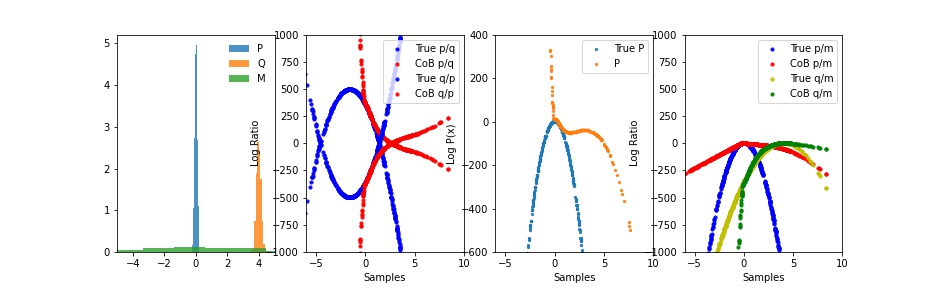 5
4
3
2
1
0
−4 −2 0 2 4
P
Q
M
Log Ratio
1000
750
500
250
0
−250
−500
−750
1000
−5 0 5 10
Samples
True p/q
CoB p/q
True q/p
CoB q/p
Log P(x)
400
200
0
−200
−400
−600
−5 0 5 10
Samples
True P
P
Log Ratio
1000
750
500
250
0
−250
−500
−750
1000
−5 0 5 10
Samples
True p/m
CoB p/m
True q/m
CoB q/m